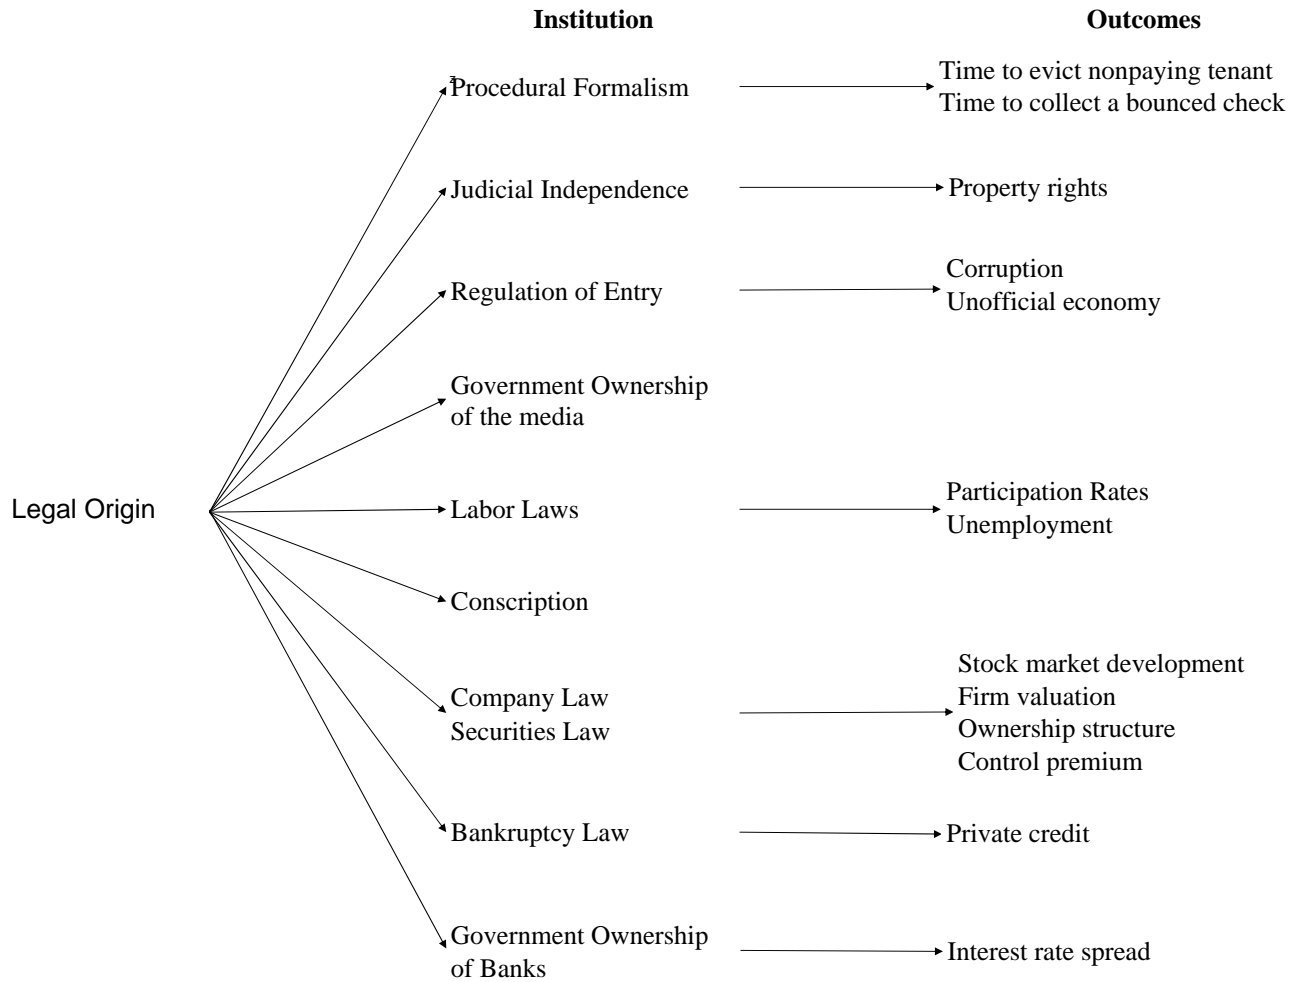 Institution
Outcomes
Procedural Formalism
Time to evict nonpaying tenant
Time to collect a bounced check
Judicial Independence
Property rights
Regulation of Entry
Corruption
Unofficial economy
Government Ownership
of the media
Legal Origin
Labor Laws
Participation Rates
Unemployment
Conscription
Company Law
Securities Law
Stock market development
Firm valuation
Ownership structure
Control premium
Bankruptcy Law
Private credit
Government Ownership
of Banks
Interest rate spread